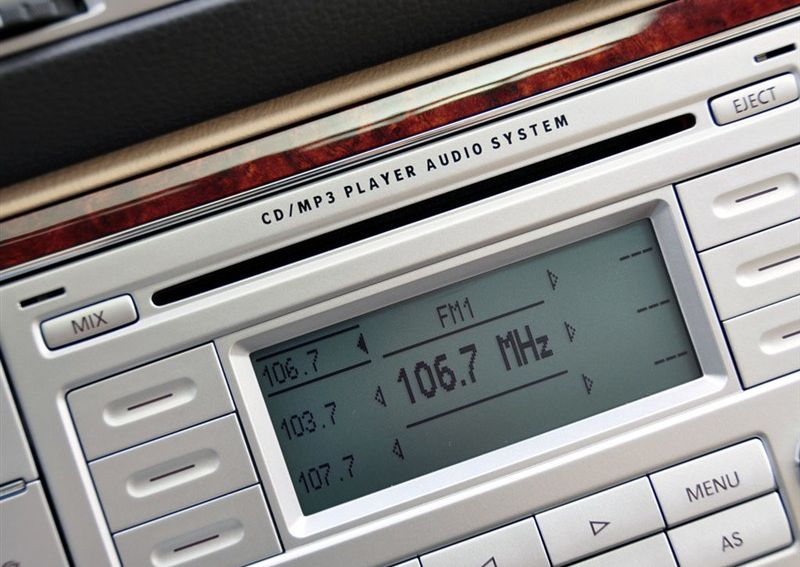 CD/MP3 PLAYER AUDIO SYSTEM
EJECT
MIX
FM1
106.7
106.7 MHz
103.7
107.7
---
---
---
MENU
AS